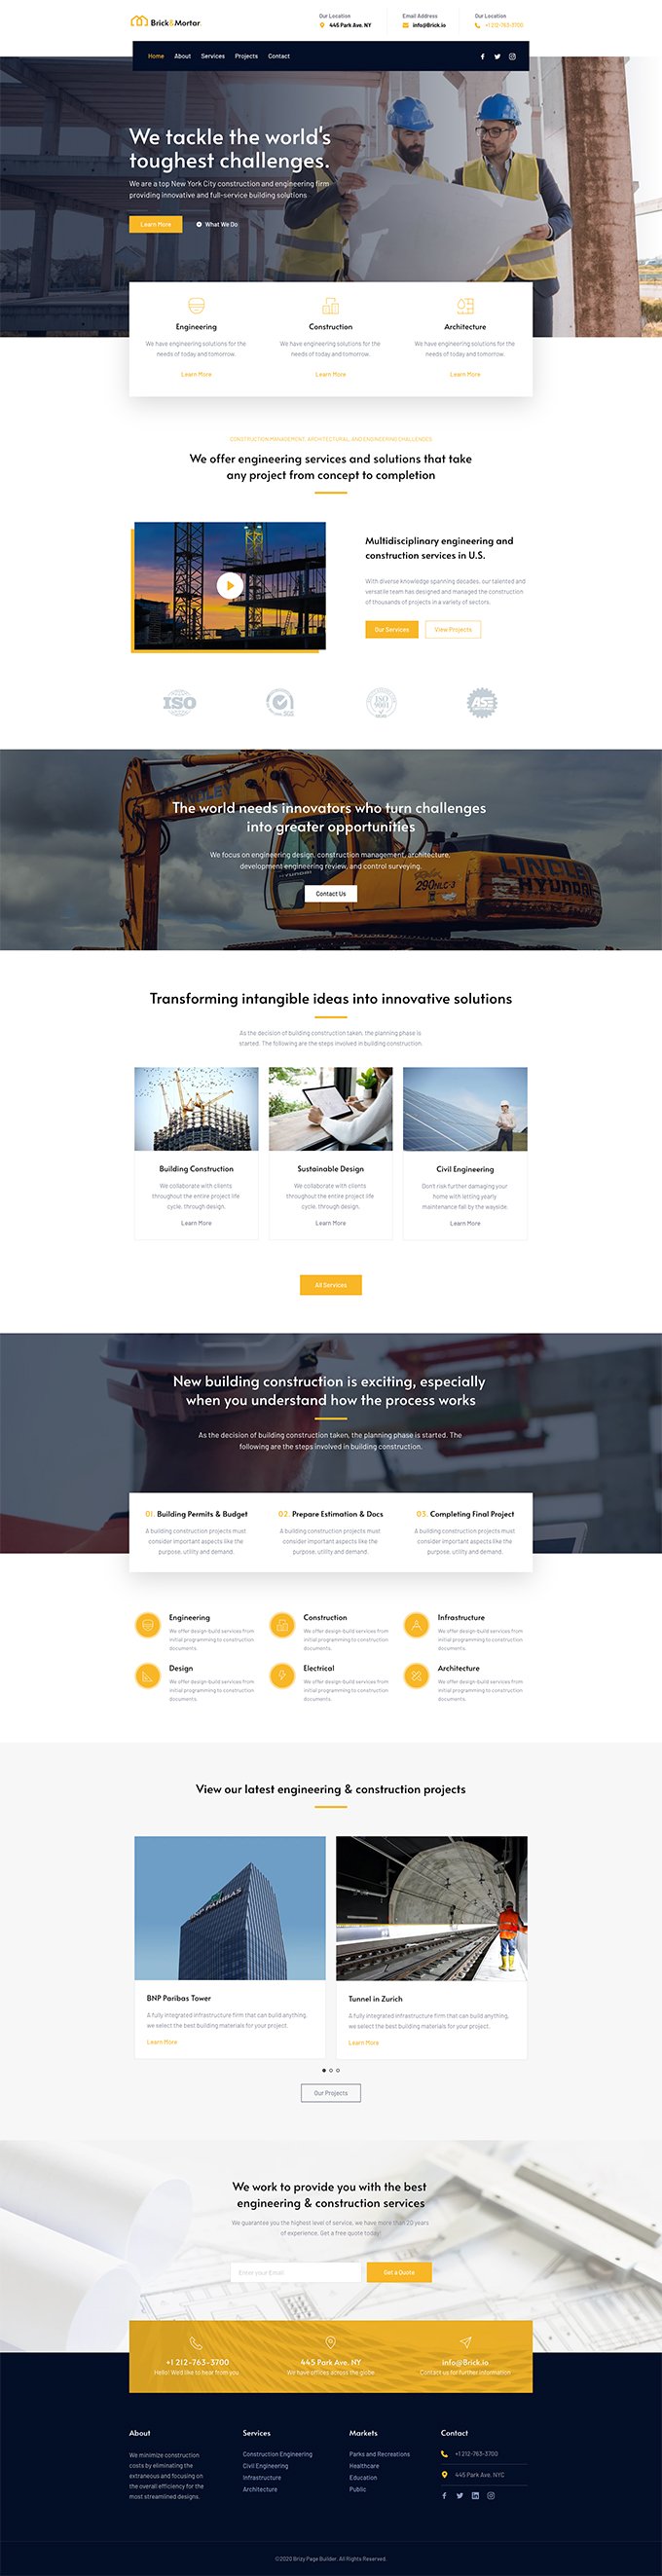 Brick&Mortar
Our Location
445 Park Ave. NY
Email Address
info@Brick.io
Our Location
+1 212-763-3700
Home About Services Projects Contact
We tackle the world's
toughest challenges.
We are a top New York City construction and engineering firm
providing innovative and full-service building solutions
Learn More
What We Do
Engineering
We have engineering solutions for the
needs of today and tomorrow.
Learn More
Construction
We have engineering solutions for the
needs of today and tomorrow.
Learn More
Architecture
We have engineering solutions for the
needs of today and tomorrow.
Learn More
CONSTRUCTION MANAGEMENT, ARCHITECTURAL, AND ENGINEERING CHALLENGES
We offer engineering services and solutions that take
any project from concept to completion
Multidisciplinary engineering and
construction services in U.S.
With diverse knowledge spanning decades, our talented and
versatile team has designed and managed the construction
of thousands of projects in a variety of sectors.
Our Services
View Projects
ISO
SGS
ISO
9001
ASE
The world needs innovators who turn challenges
into greater opportunities
We focus on engineering design, construction management, architecture,
development engineering review, and control surveying.
Contact Us
290NLC-3
LINDLEY
HYUNDAI
Transforming intangible ideas into innovative solutions
As the decision of building construction taken, the planning phase is
started. The following are the steps involved in building construction.
Building Construction
We collaborate with clients
throughout the entire project life
cycle, through design.
Learn More
Sustainable Design
We collaborate with clients
throughout the entire project life
cycle, through design.
Learn More
Civil Engineering
Don't risk further damaging your
home with letting yearly
maintenance fall by the wayside.
Learn More
All Services
New building construction is exciting, especially
when you understand how the process works
As the decision of building construction taken, the planning phase is started. The
following are the steps involved in building construction.
01. Building Permits & Budget
A building construction projects must
consider important aspects like the
purpose, utility and demand.
02. Prepare Estimation & Docs
A building construction projects must
consider important aspects like the
purpose, utility and demand.
03. Completing Final Project
A building construction projects must
consider important aspects like the
purpose, utility and demand.
Engineering
We offer design-build services from
initial programming to construction
documents.
Construction
We offer design-build services from
initial programming to construction
documents.
Infrastructure
We offer design-build services from
initial programming to construction
documents.
Design
We offer design-build services from
initial programming to construction
documents.
Electrical
We offer design-build services from
initial programming to construction
documents.
Architecture
We offer design-build services from
initial programming to construction
documents.
View our latest engineering & construction projects
BNP PARIBAS
BNP Paribas Tower
A fully integrated infrastructure firm that can build anything,
we select the best building materials for your project.
Learn More
Tunnel in Zurich
A fully integrated infrastructure firm that can build anything,
we select the best building materials for your project.
Learn More
Our Projects
We work to provide you with the best
engineering & construction services
We guarantee you the highest level of service, we have more than 20 years
of experience. Get a free quote today!
Enter your Email
Get a Quote
+1 212-763-3700
Hello! We'd like to hear from you
445 Park Ave. NY
We have offices across the globe
Info@Brick.io
Contact us for further information
About
We minimize construction
costs by eliminating the
extraneous and focusing on
the overall efficiency for the
most streamlined designs.
Services
Construction Engineering
Civil Engineering
Infrastructure
Architecture
Markets
Parks and Recreations
Healthcare
Education
Public
Contact
+1 212-763-3700
445 Park Ave, NYC
©2020 Brizy Page Builder. All Rights Reserved.